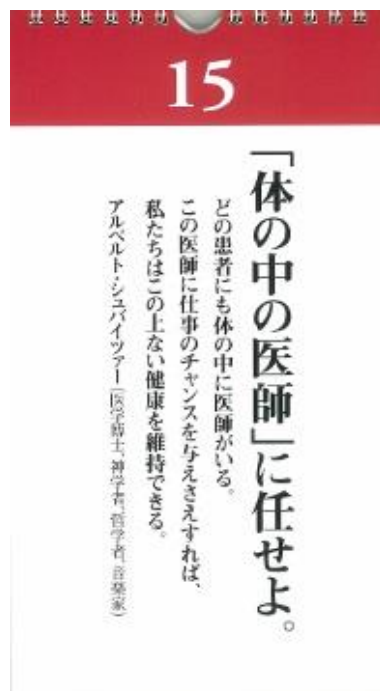 15
「体の中の医師」に任せよ。
どの患者にも体の中に医師がいる。
この医師に仕事のチャンスを与えさえすれば、
私たちはこの上ない健康を維持できる。
アルベルト・シュバイツァー（医学博士、神学者、哲学者、音楽家）